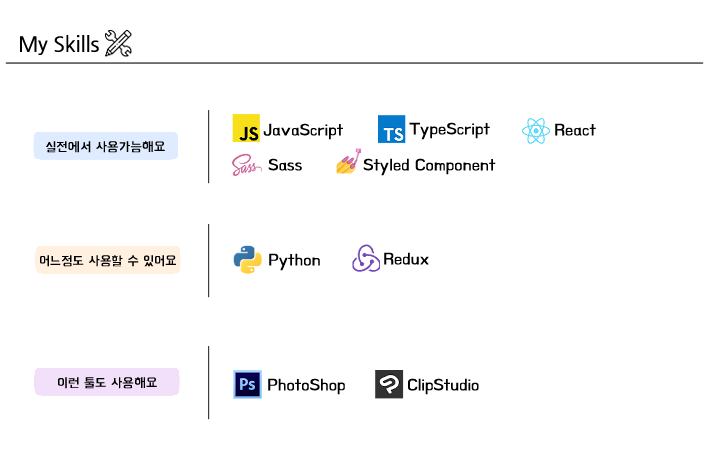 My Skills
실전에서 사용가능해요
JS JavaScript TS TypeScript React
Sass Sass Styled Component
어느점도 사용할 수 있어요
Python Redux
이런 툴도 사용해요
Ps PhotoShop ClipStudio